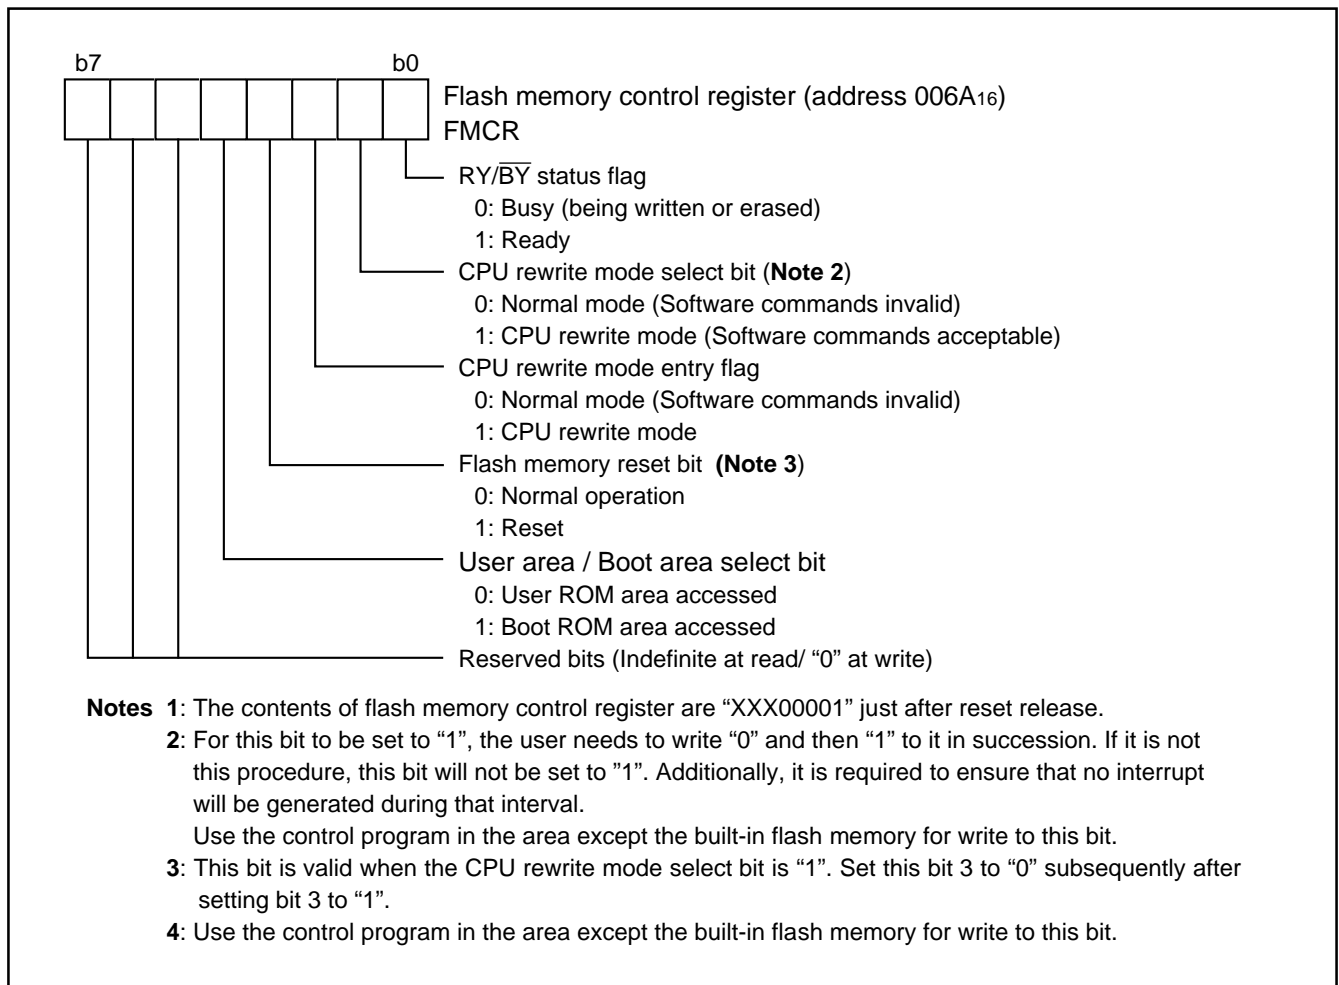 b7 b0
Flash memory control register (address 006A16)
FMCR
RY/B̅Y̅ status flag
0: Busy (being written or erased)
1: Ready
CPU rewrite mode select bit (Note 2)
0: Normal mode (Software commands invalid)
1: CPU rewrite mode (Software commands acceptable)
CPU rewrite mode entry flag
0: Normal mode (Software commands invalid)
1: CPU rewrite mode
Flash memory reset bit (Note 3)
0: Normal operation
1: Reset
User area / Boot area select bit
0: User ROM area accessed
1: Boot ROM area accessed
Reserved bits (Indefinite at read/ “0” at write)
Notes 1: The contents of flash memory control register are “XXX00001” just after reset release.
2: For this bit to be set to “1”, the user needs to write “0” and then “1” to it in succession. If it is not
this procedure, this bit will not be set to ”1”. Additionally, it is required to ensure that no interrupt
will be generated during that interval.
Use the control program in the area except the built-in flash memory for write to this bit.
3: This bit is valid when the CPU rewrite mode select bit is “1”. Set this bit 3 to “0” subsequently after
setting bit 3 to “1”.
4: Use the control program in the area except the built-in flash memory for write to this bit.